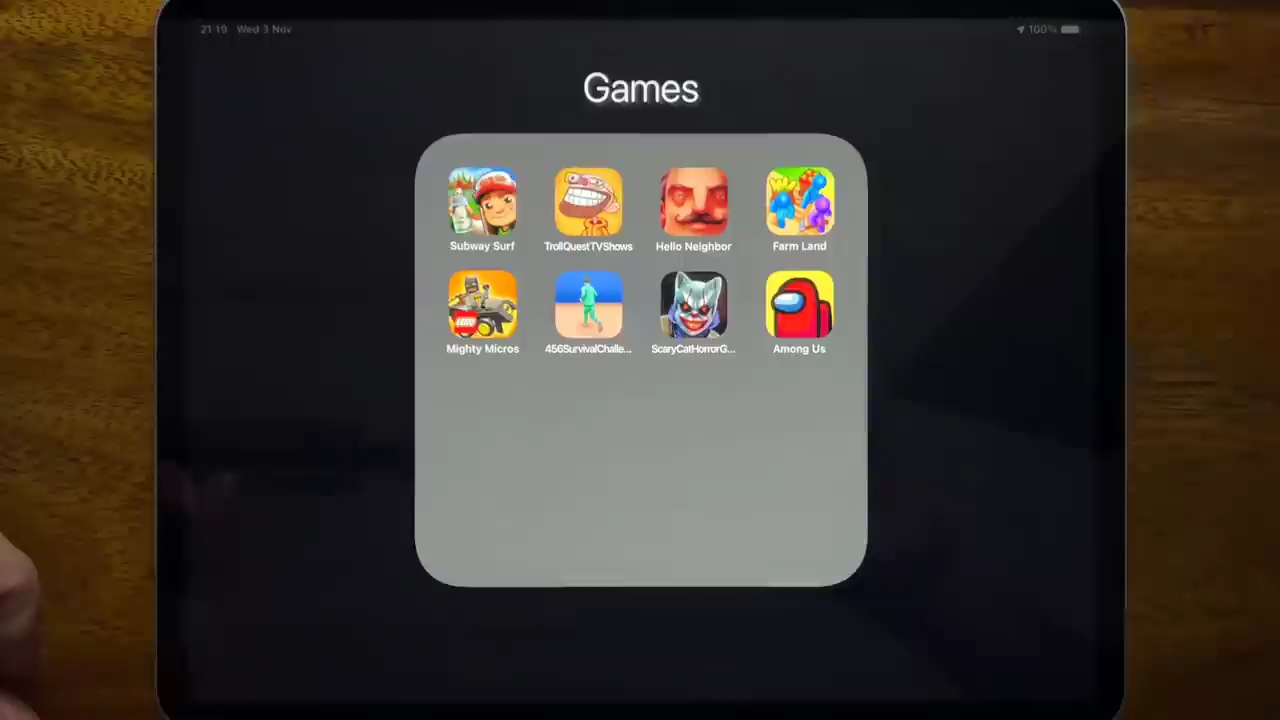 21:19 Wed 3 Nov
100%
Games
Subway Surf
TrollQuestTVShows
Hello Neighbor
Farm Land
LEGO
Mighty Micros
456SurvivalChalle...
ScaryCatHorrorG...
Among Us